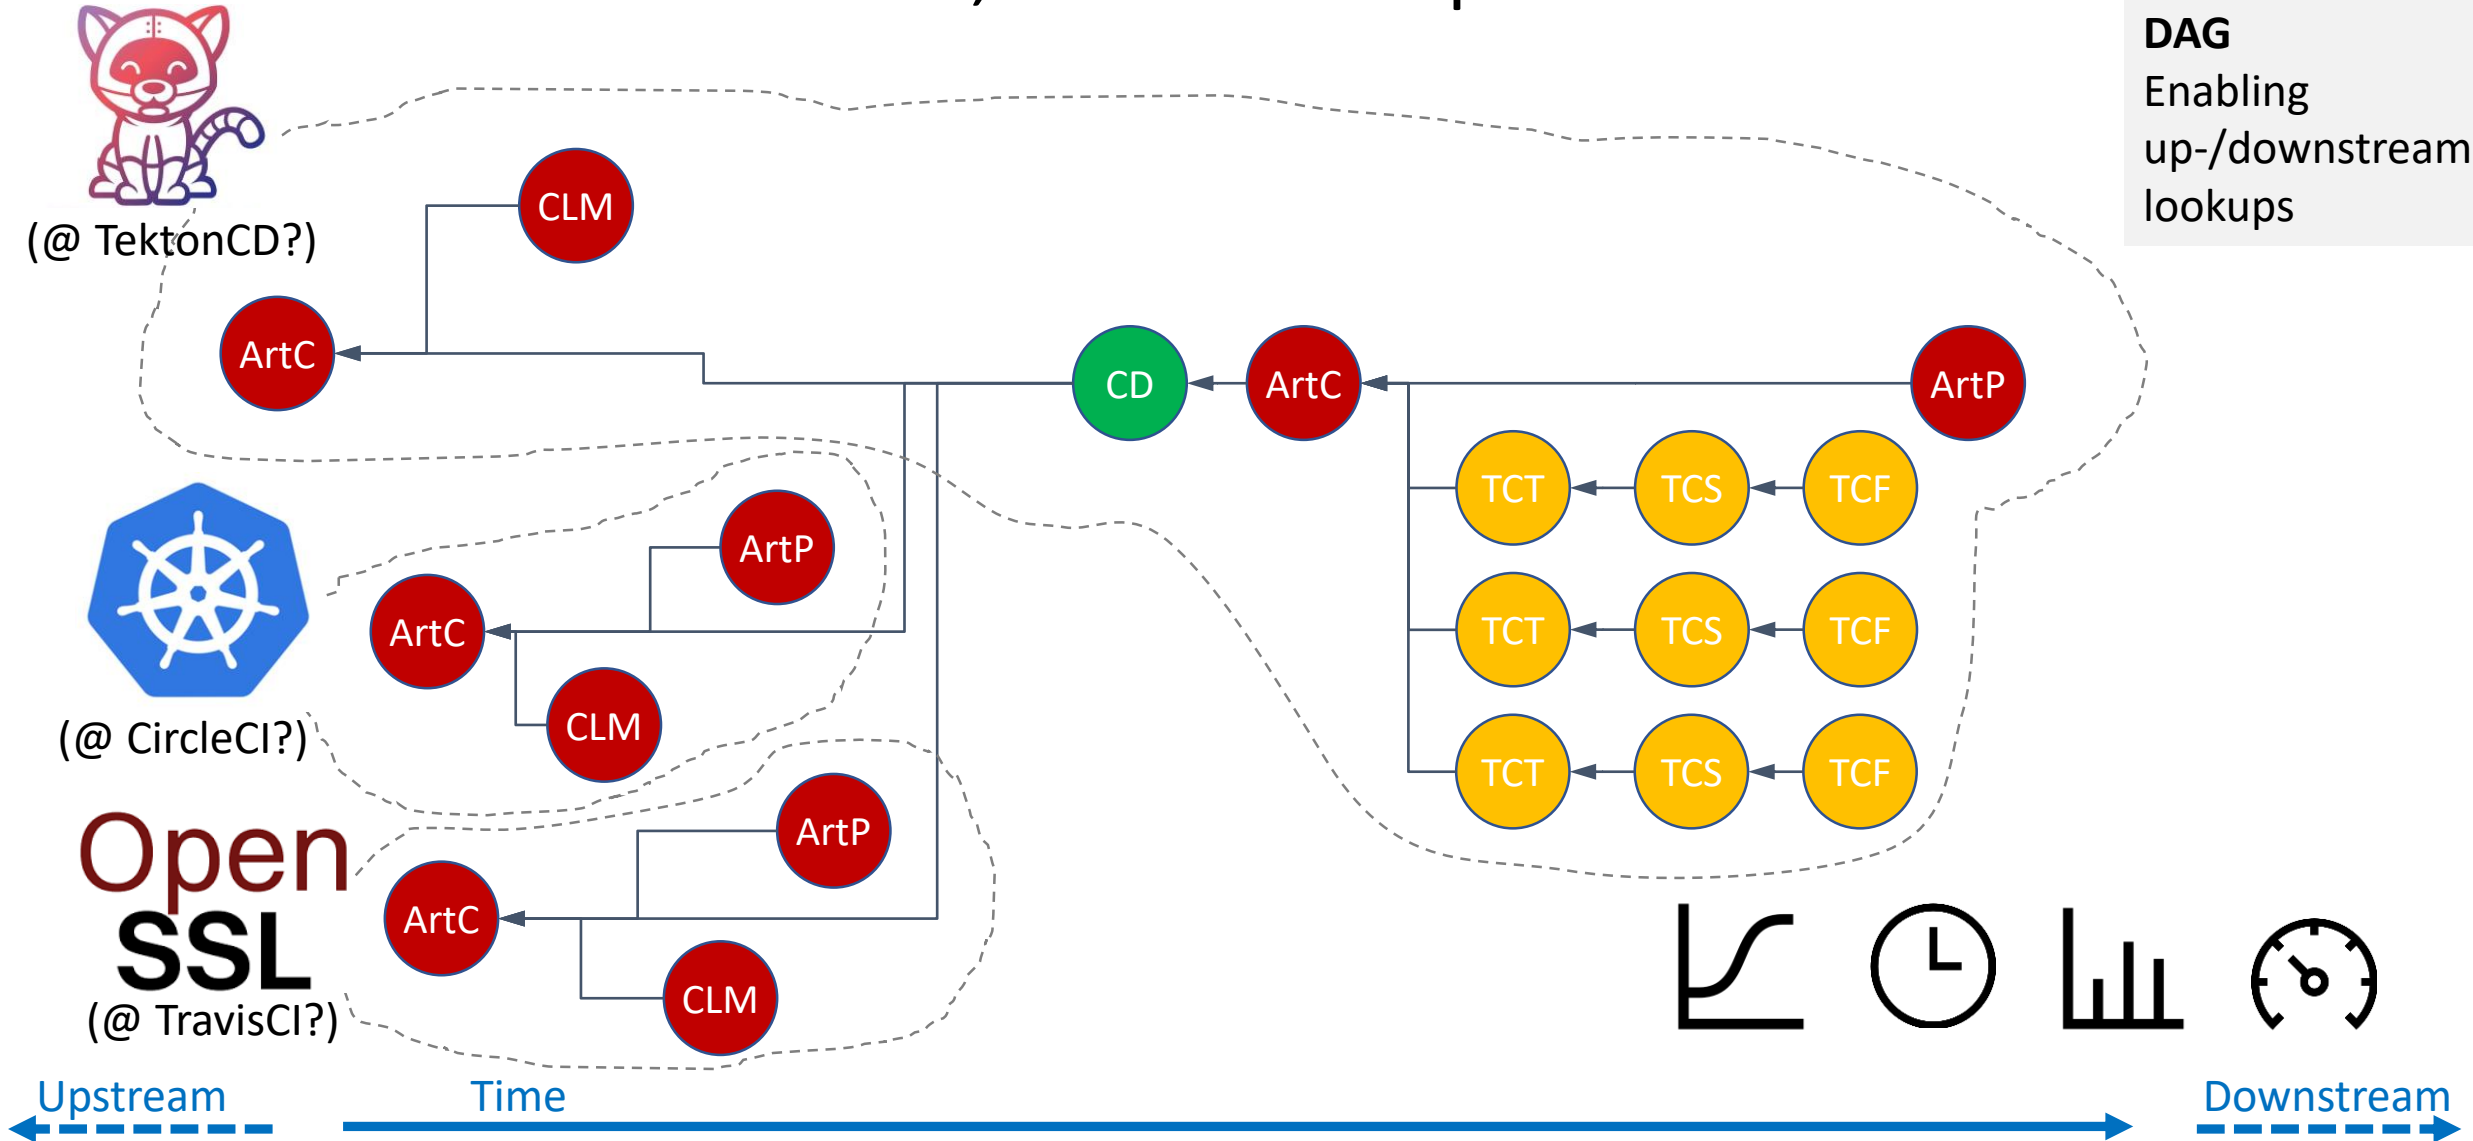 DAG
Enabling
up-/downstream
lookups
(@ TektonCD?)
CLM
ArtC
CD
ArtC
ArtP
TCT
TCS
TCF
ArtP
ArtC
TCT
TCS
TCF
CLM
(@ CircleCI?)
TCT
TCS
TCF
Open
SSL
(@ TravisCI?)
ArtP
ArtC
CLM
Upstream
Time
Downstream